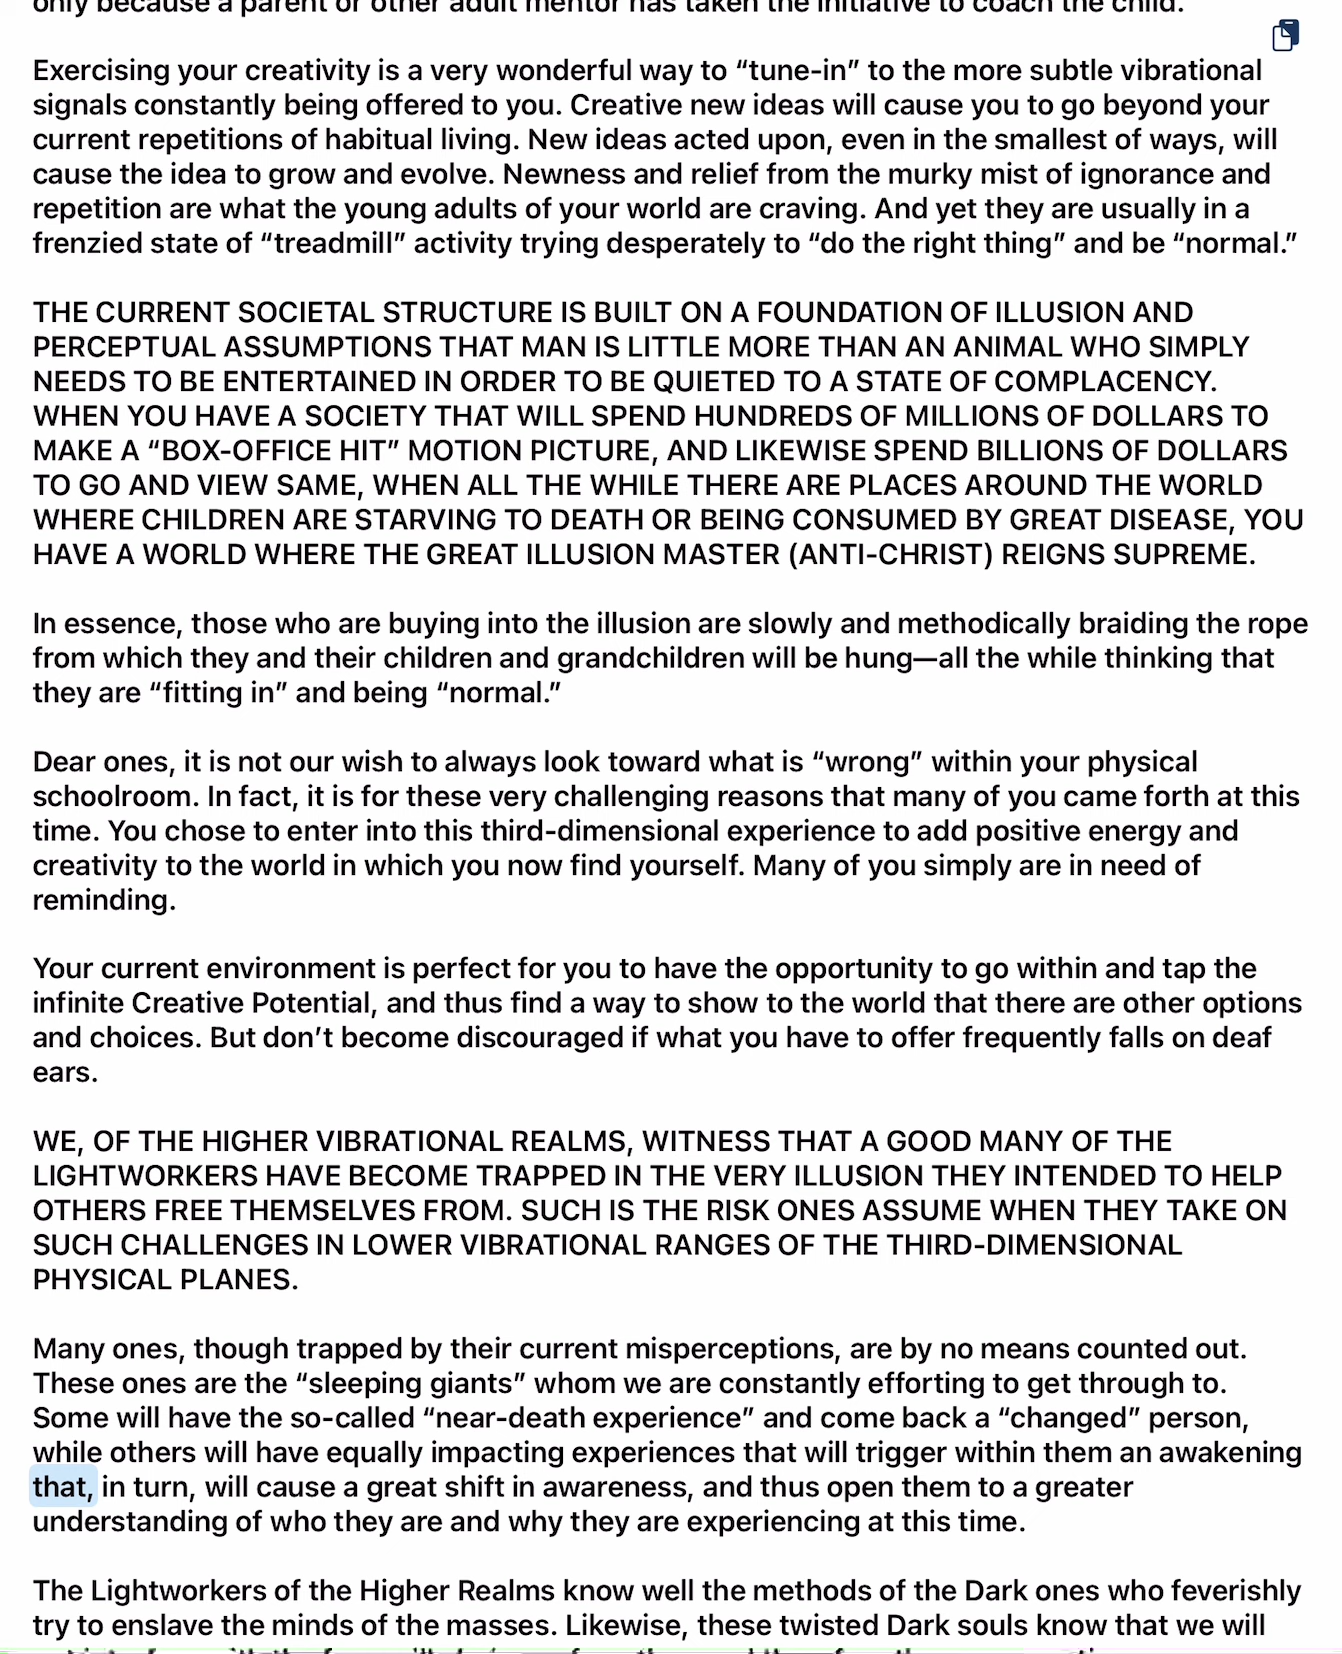 only because a parent or other adult mentor has taken the initiative to coach the child.
Exercising your creativity is a very wonderful way to “tune-in” to the more subtle vibrational
signals constantly being offered to you. Creative new ideas will cause you to go beyond your
current repetitions of habitual living. New ideas acted upon, even in the smallest of ways, will
cause the idea to grow and evolve. Newness and relief from the murky mist of ignorance and
repetition are what the young adults of your world are craving. And yet they are usually in a
frenzied state of “treadmill” activity trying desperately to “do the right thing” and be “normal.”
THE CURRENT SOCIETAL STRUCTURE IS BUILT ON A FOUNDATION OF ILLUSION AND
PERCEPTUAL ASSUMPTIONS THAT MAN IS LITTLE MORE THAN AN ANIMAL WHO SIMPLY
NEEDS TO BE ENTERTAINED IN ORDER TO BE QUIETED TO A STATE OF COMPLACENCY.
WHEN YOU HAVE A SOCIETY THAT WILL SPEND HUNDREDS OF MILLIONS OF DOLLARS TO
MAKE A “BOX-OFFICE HIT” MOTION PICTURE, AND LIKEWISE SPEND BILLIONS OF DOLLARS
TO GO AND VIEW SAME, WHEN ALL THE WHILE THERE ARE PLACES AROUND THE WORLD
WHERE CHILDREN ARE STARVING TO DEATH OR BEING CONSUMED BY GREAT DISEASE, YOU
HAVE A WORLD WHERE THE GREAT ILLUSION MASTER (ANTI-CHRIST) REIGNS SUPREME.
In essence, those who are buying into the illusion are slowly and methodically braiding the rope
from which they and their children and grandchildren will be hung—all the while thinking that
they are “fitting in” and being “normal.”
Dear ones, it is not our wish to always look toward what is “wrong” within your physical
schoolroom. In fact, it is for these very challenging reasons that many of you came forth at this
time. You chose to enter into this third-dimensional experience to add positive energy and
creativity to the world in which you now find yourself. Many of you simply are in need of
reminding.
Your current environment is perfect for you to have the opportunity to go within and tap the
infinite Creative Potential, and thus find a way to show to the world that there are other options
and choices. But don’t become discouraged if what you have to offer frequently falls on deaf
ears.
WE, OF THE HIGHER VIBRATIONAL REALMS, WITNESS THAT A GOOD MANY OF THE
LIGHTWORKERS HAVE BECOME TRAPPED IN THE VERY ILLUSION THEY INTENDED TO HELP
OTHERS FREE THEMSELVES FROM. SUCH IS THE RISK ONES ASSUME WHEN THEY TAKE ON
SUCH CHALLENGES IN LOWER VIBRATIONAL RANGES OF THE THIRD-DIMENSIONAL
PHYSICAL PLANES.
Many ones, though trapped by their current misperceptions, are by no means counted out.
These ones are the “sleeping giants” whom we are constantly efforting to get through to.
Some will have the so-called “near-death experience” and come back a “changed” person,
while others will have equally impacting experiences that will trigger within them an awakening
that, in turn, will cause a great shift in awareness, and thus open them to a greater
understanding of who they are and why they are experiencing at this time.
The Lightworkers of the Higher Realms know well the methods of the Dark ones who feverishly
try to enslave the minds of the masses. Likewise, these twisted Dark souls know that we will